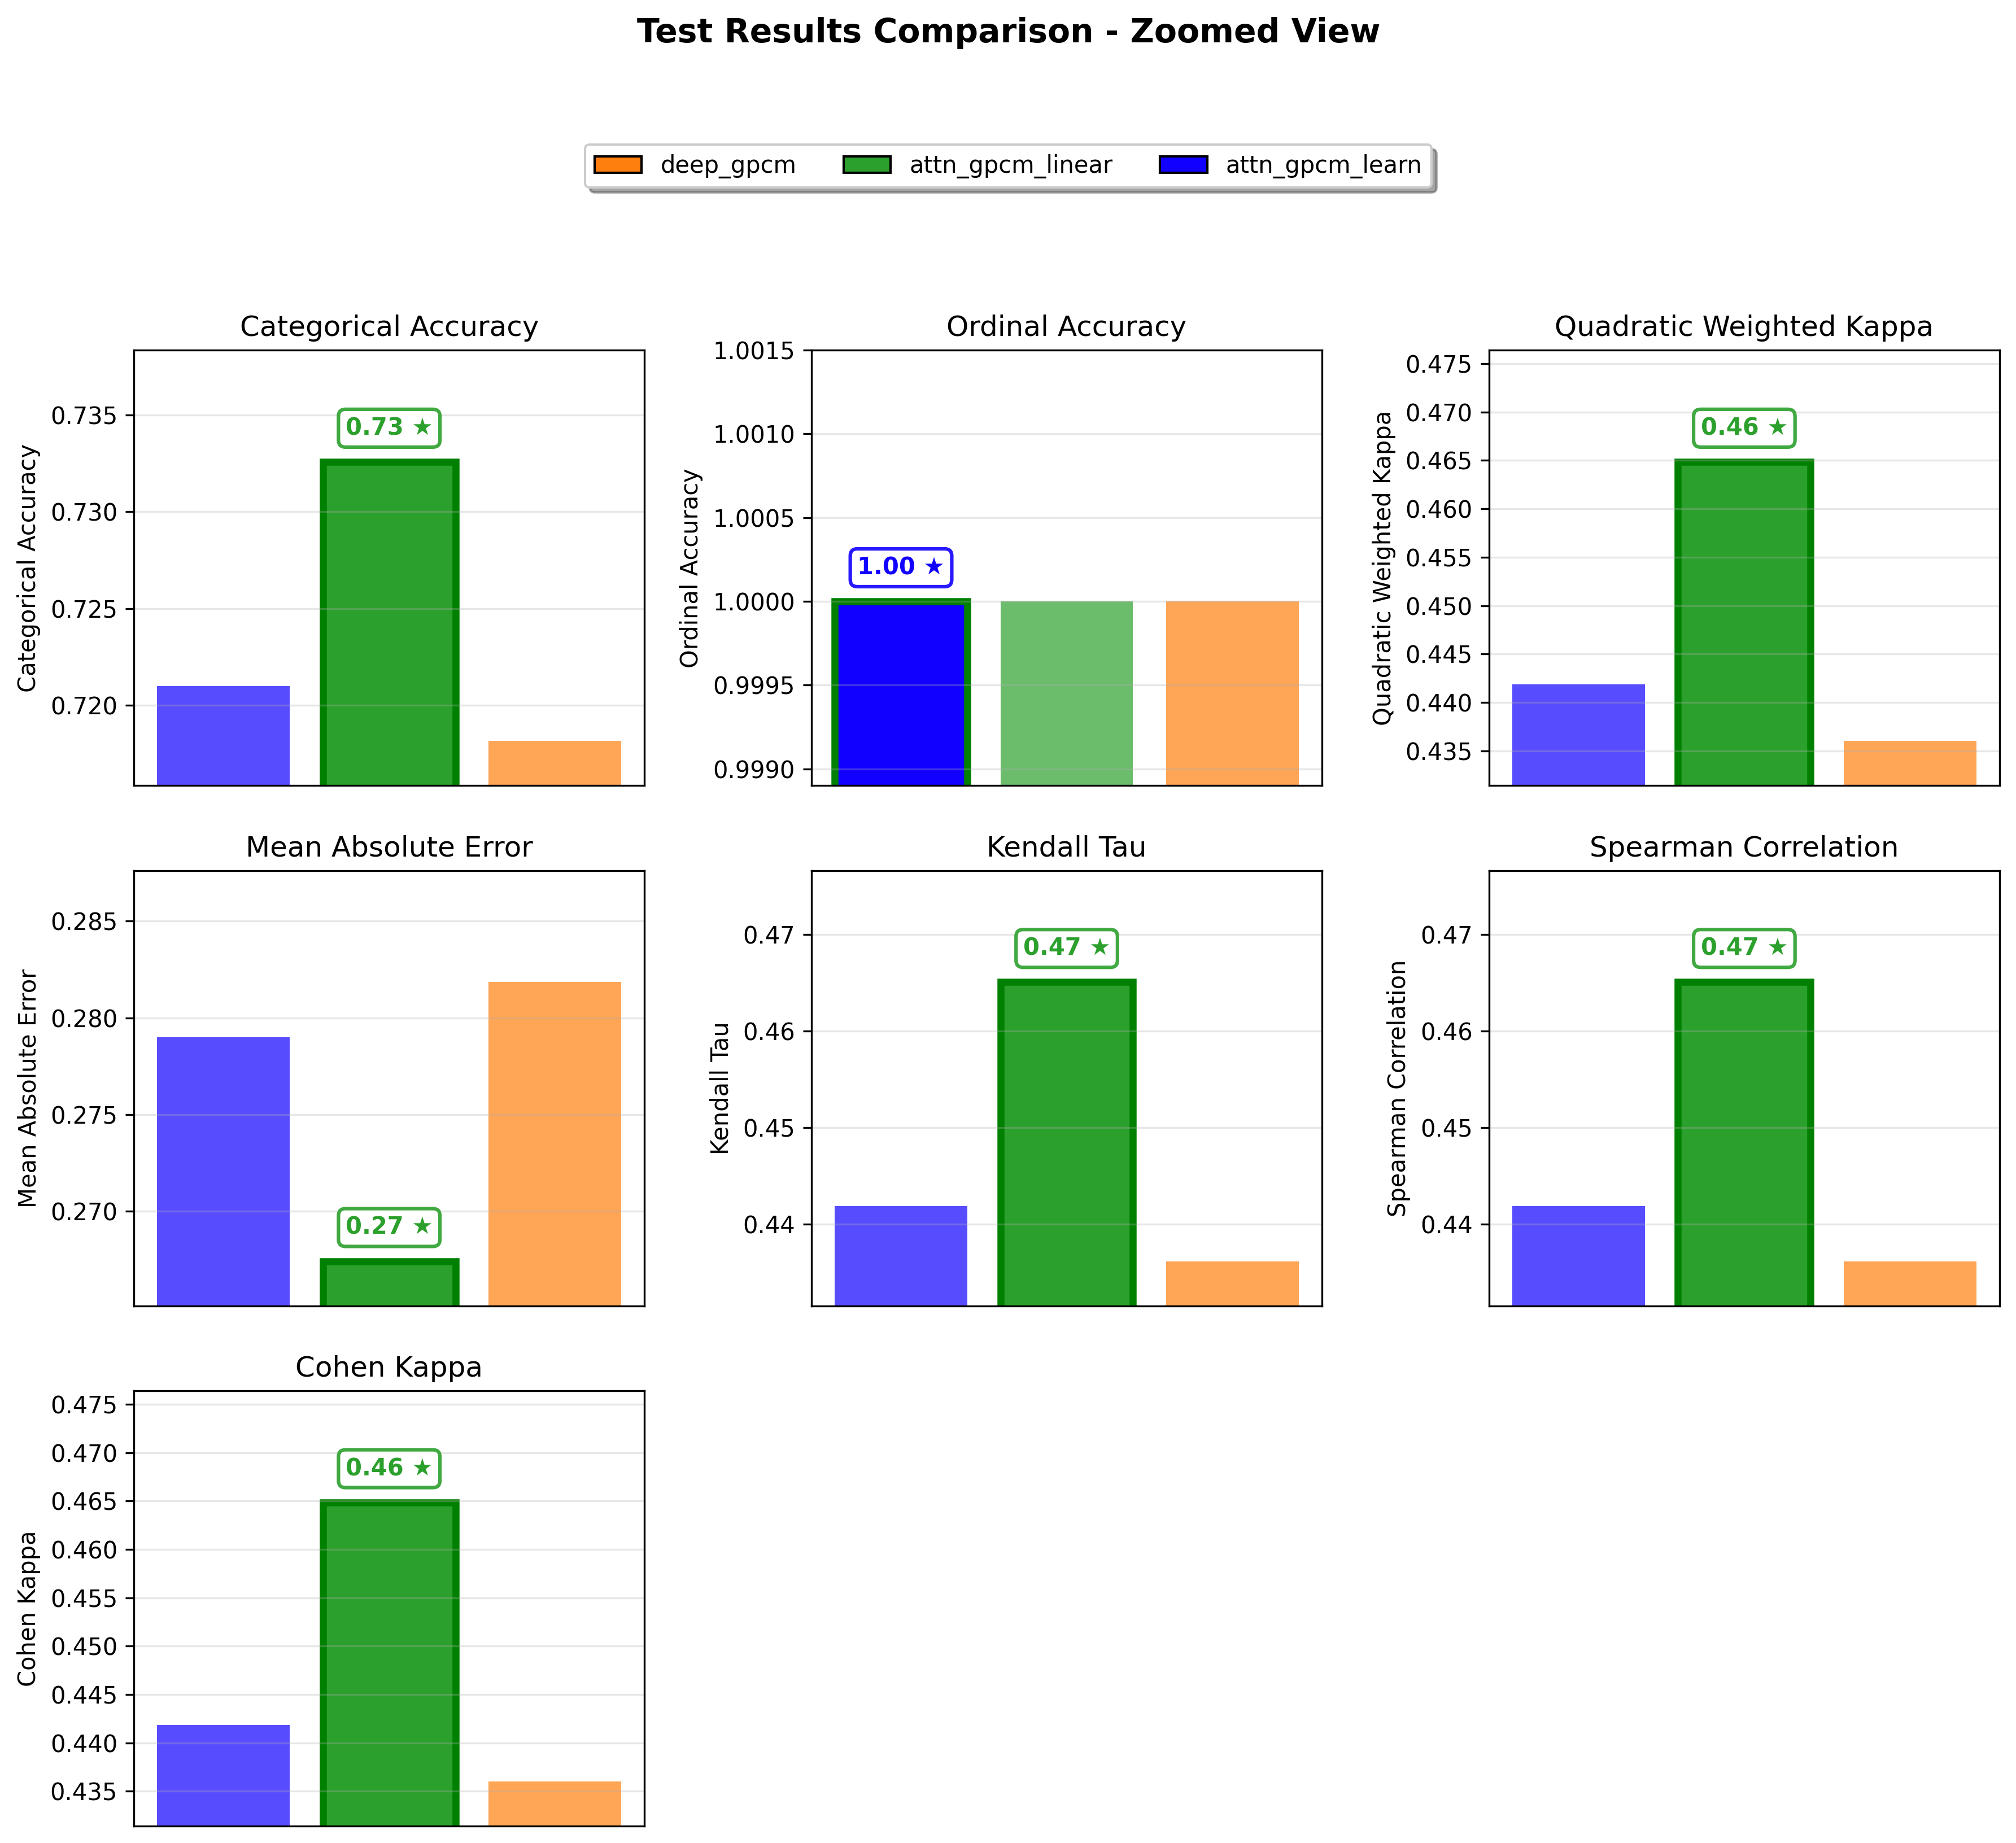 Test Results Comparison - Zoomed View
deep_gpcm attn_gpcm_linear attn_gpcm_learn
Categorical Accuracy
Categorical Accuracy
0.735
0.730
0.725
0.720
0.73 ★
Ordinal Accuracy
Ordinal Accuracy
1.0015
1.0010
1.0005
1.0000
0.9995
0.9990
1.00 ★
Quadratic Weighted Kappa
Quadratic Weighted Kappa
0.475
0.470
0.465
0.460
0.455
0.450
0.445
0.440
0.435
0.46 ★
Mean Absolute Error
Mean Absolute Error
0.285
0.280
0.275
0.270
0.27 ★
Kendall Tau
Kendall Tau
0.47
0.46
0.45
0.44
0.47 ★
Spearman Correlation
Spearman Correlation
0.47
0.46
0.45
0.44
0.47 ★
Cohen Kappa
Cohen Kappa
0.475
0.470
0.465
0.460
0.455
0.450
0.445
0.440
0.435
0.46 ★